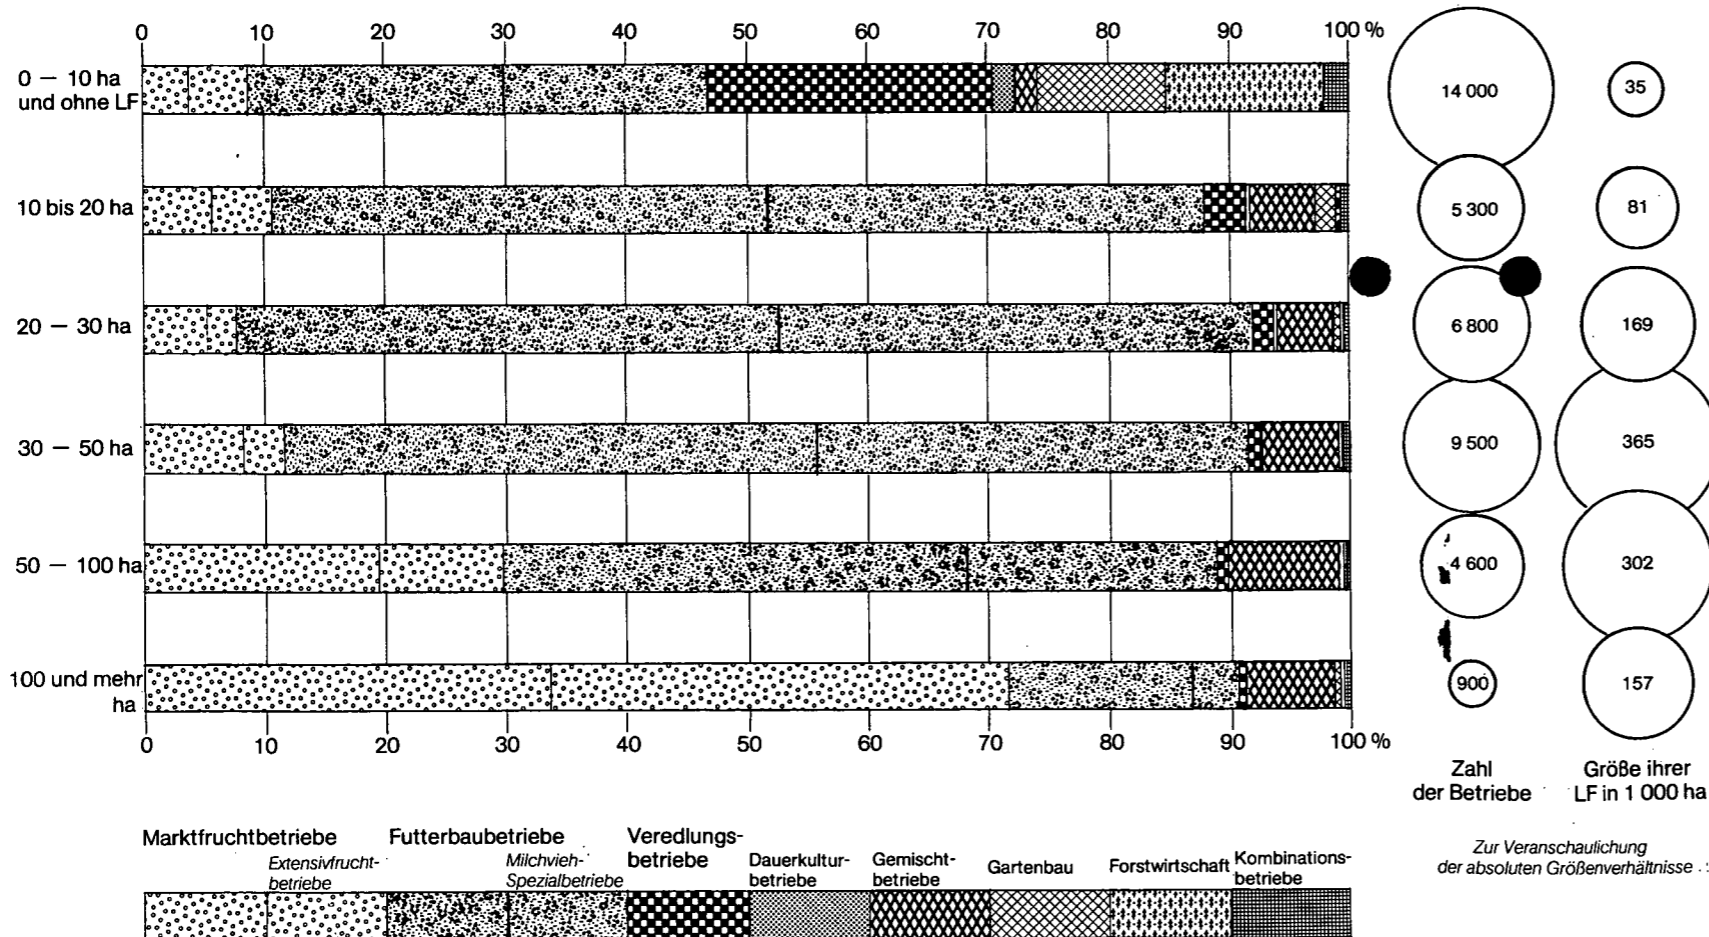 0 10 20 30 40 50 60 70 80 90 100 %
0 — 10 ha
und ohne LF
14 000
35
10 bis 20 ha
5 300
81
20 — 30 ha
6 800
169
30 — 50 ha
9 500
365
50 — 100 ha
4 600
302
100 und mehr
ha
900
157
0 10 20 30 40 50 60 70 80 90 100 %
Zahl
der Betriebe
Größe ihrer
LF in 1 000 ha
Zur Veranschaulichung
der absoluten Größenverhältnisse
Marktfruchtbetriebe
Extensivfrucht-
betriebe
Futterbaubetriebe
Milchvieh-
Spezialbetriebe
Veredlungs-
betriebe
Dauerkultur-
betriebe
Gemischt-
betriebe
Gartenbau
Forstwirtschaft
Kombinations-
betriebe